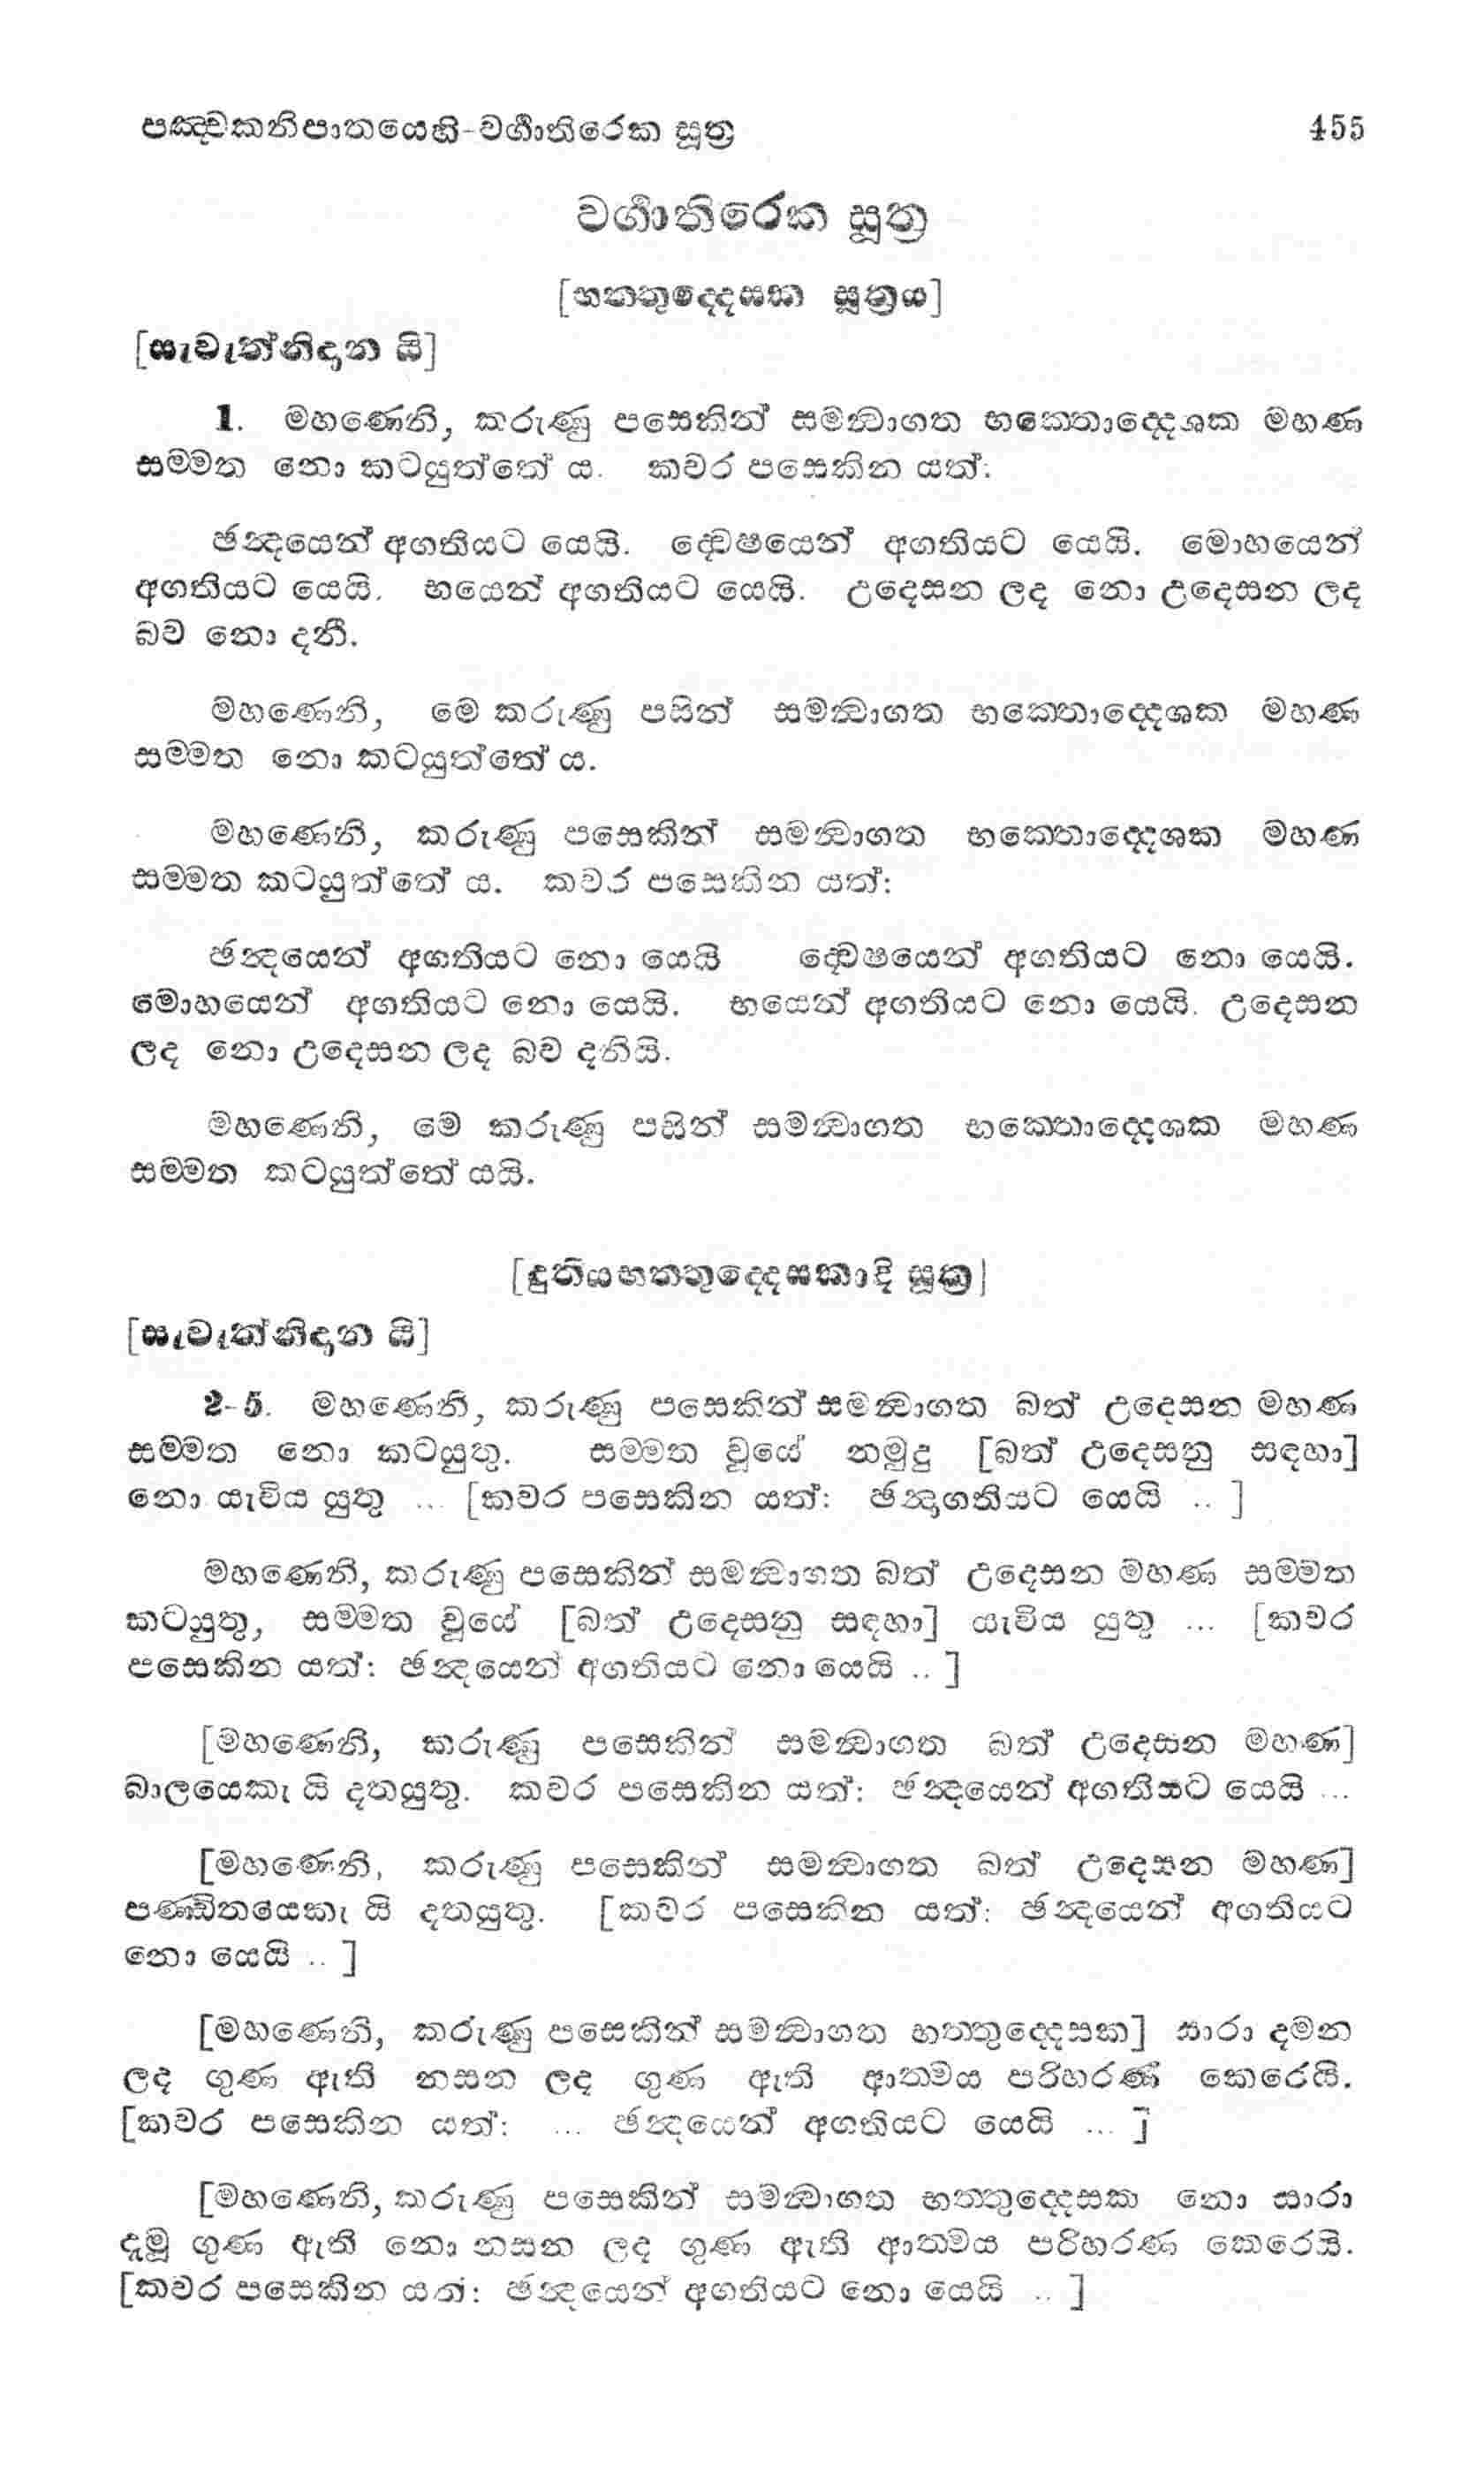 පඤ්චකනිපාතයෙහි-වර්ගාතිරෙක සූත්‍ර 455
වර්ගාතිරෙක සූත්‍ර
[භත්තුද්දෙසක සූත්‍රය]
[සැවැත්නිදාන යි]
1. මහණෙනි, කරුණු පසෙකින් සමන්වාගත භක්තොද්දෙශක මහණ
සම්මත නො කටයුත්තේ ය. කවර පසෙකින යත්:
ඡන්දයෙන් අගතියට යෙයි. ද්වෙෂයෙන් අගතියට යෙයි. මොහයෙන්
අගතියට යෙයි. භයෙන් අගතියට යෙයි. උදෙසන ලද නො උදෙසන ලද
බව නො දනී.
මහණෙනි, මෙ කරුණු පසින් සමන්වාගත භක්තොද්දෙශක මහණ
සම්මත නො කටයුත්තේ ය.
මහණෙනි, කරුණු පසෙකින් සමන්වාගත භක්තොද්දෙශක මහණ
සම්මත කටයුත්තේ ය. කවර පසෙකින යත්:
ඡන්දයෙන් අගතියට නො යෙයි ද්වෙෂයෙන් අගතියට නො යෙයි.
මොහයෙන් අගතියට නො යෙයි. භයෙන් අගතියට නො යෙයි. උදෙසන
ලද නො උදෙසන ලද බව දනියි.
මහණෙනි, මෙ කරුණු පසින් සමන්වාගත භක්තොද්දෙශක මහණ
සම්මත කටයුත්තේ යයි.
[දුතියභත්තුද්දෙසකාදි සූත්‍ර]
[සැවැත්නිදාන යි]
2-5. මහණෙනි, කරුණු පසෙකින් සමන්වාගත බත් උදෙසන මහණ
සම්මත නො කටයුතු. සම්මත වූයේ නමුදු [බත් උදෙසනු සඳහා]
නො යැවිය යුතු ... [කවර පසෙකින යත්: ඡන්දාගතියට යෙයි .. ]
මහණෙනි, කරුණු පසෙකින් සමන්වාගත බත් උදෙසන මහණ සම්මත
කටයුතු, සම්මත වූයේ [බත් උදෙසනු සඳහා] යැවිය යුතු ... [කවර
පසෙකින යත්: ඡන්දයෙන් අගතියට නො යෙයි .. ]
[මහණෙනි, කරුණු පසෙකින් සමන්වාගත බත් උදෙසන මහණ]
බාලයෙකැ යි දතයුතු. කවර පසෙකින යත්: ඡන්දයෙන් අගතියට යෙයි ...
[මහණෙනි, කරුණු පසෙකින් සමන්වාගත බත් උදෙසන මහණ]
පණ්ඩිතයෙකැ යි දතයුතු. [කවර පසෙකින යත්: ඡන්දයෙන් අගතියට
නො යෙයි .. ]
[මහණෙනි, කරුණු පසෙකින් සමන්වාගත භත්තුද්දෙසක] සාරා දමන
ලද ගුණ ඇති නසන ලද ගුණ ඇති ආත්මය පරිහරණ කෙරෙයි.
[කවර පසෙකින යත්: ... ඡන්දයෙන් අගතියට යෙයි ... ]
[මහණෙනි, කරුණු පසෙකින් සමන්වාගත භත්තුද්දෙසක නො සාරා
දැමූ ගුණ ඇති නො නසන ලද ගුණ ඇති ආත්මය පරිහරණ කෙරෙයි.
[කවර පසෙකින යත්: ඡන්දයෙන් අගතියට නො යෙයි .. ]